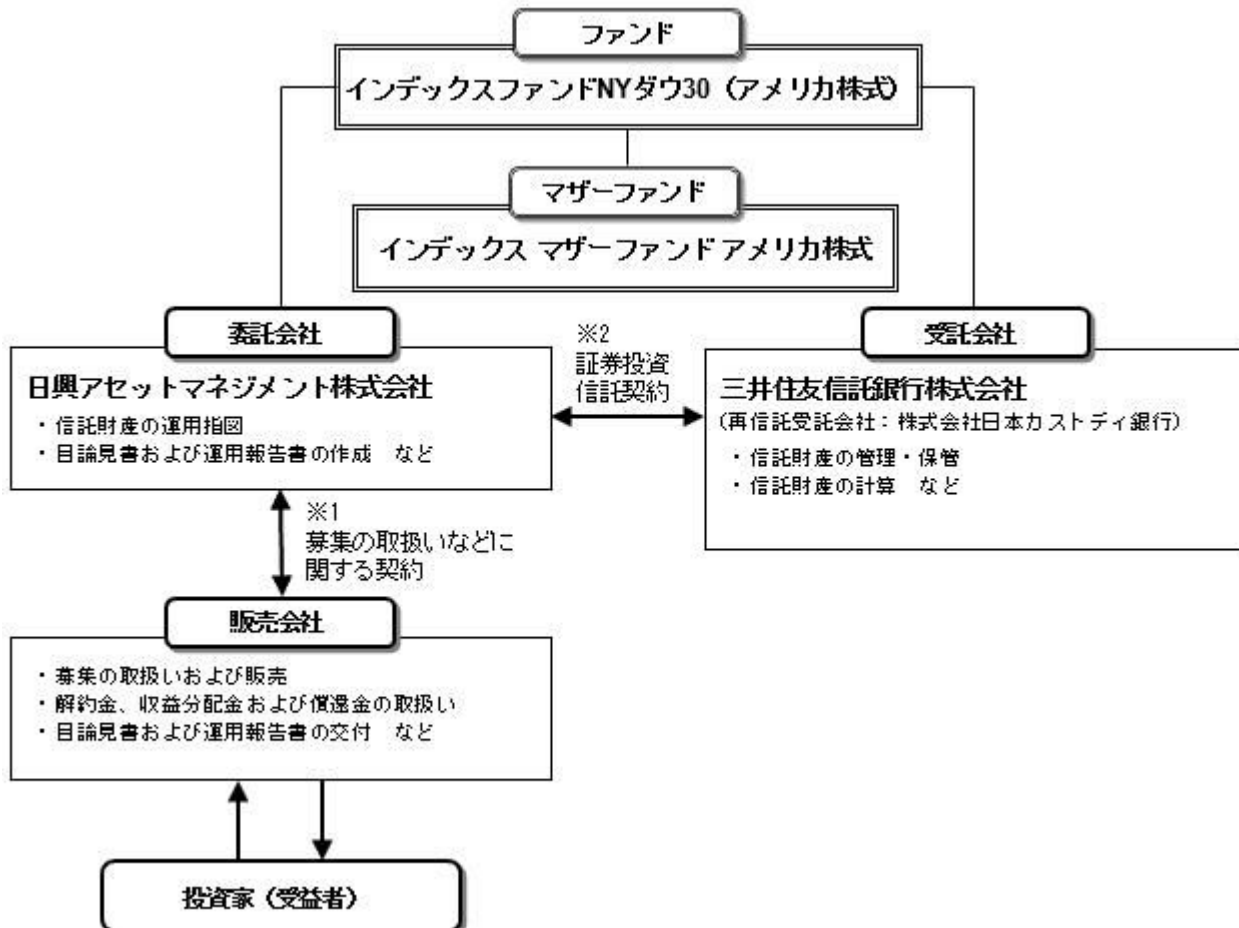 ファンド
インデックスファンドNYダウ30（アメリカ株式）
マザーファンド
インデックス マザーファンド アメリカ株式
委託会社
日興アセットマネジメント株式会社
・信託財産の運用指図
・目論見書および運用報告書の作成　など
※2
証券投資
信託契約
受託会社
三井住友信託銀行株式会社
（再信託受託会社：株式会社日本カストディ銀行）
・信託財産の管理・保管
・信託財産の計算　など
※1
募集の取扱いなどに
関する契約
販売会社
・募集の取扱いおよび販売
・解約金、収益分配金および償還金の取扱い
・目論見書および運用報告書の交付　など
投資家（受益者）